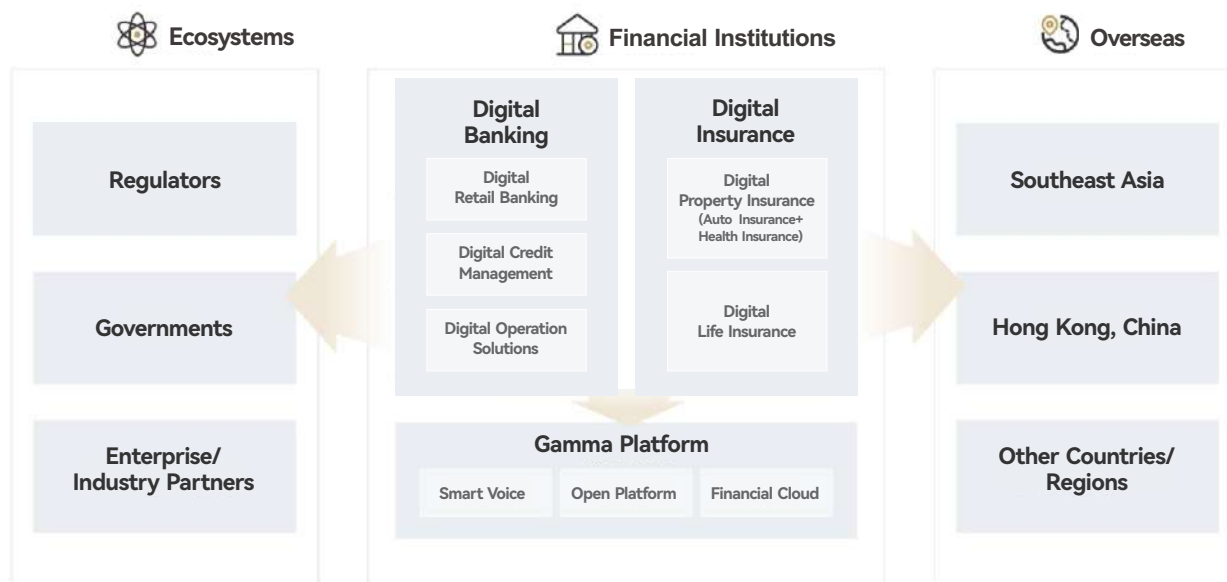 Ecosystems
Financial Institutions
Overseas
Regulators
Governments
Enterprise/
Industry Partners
Digital
Banking
Digital
Retail Banking
Digital Credit
Management
Digital Operation
Solutions
Digital
Insurance
Digital
Property Insurance
(Auto Insurance+
Health Insurance)
Digital
Life Insurance
Gamma Platform
Smart Voice
Open Platform
Financial Cloud
Southeast Asia
Hong Kong, China
Other Countries/
Regions